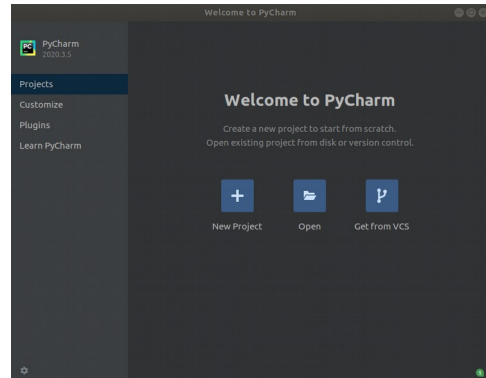 Welcome to PyCharm
PC
PyCharm
2020.3.5
Projects
Customize
Plugins
Learn PyCharm
Welcome to PyCharm
Create a new project to start from scratch.
Open existing project from disk or version control.
New Project
Open
Get from VCS